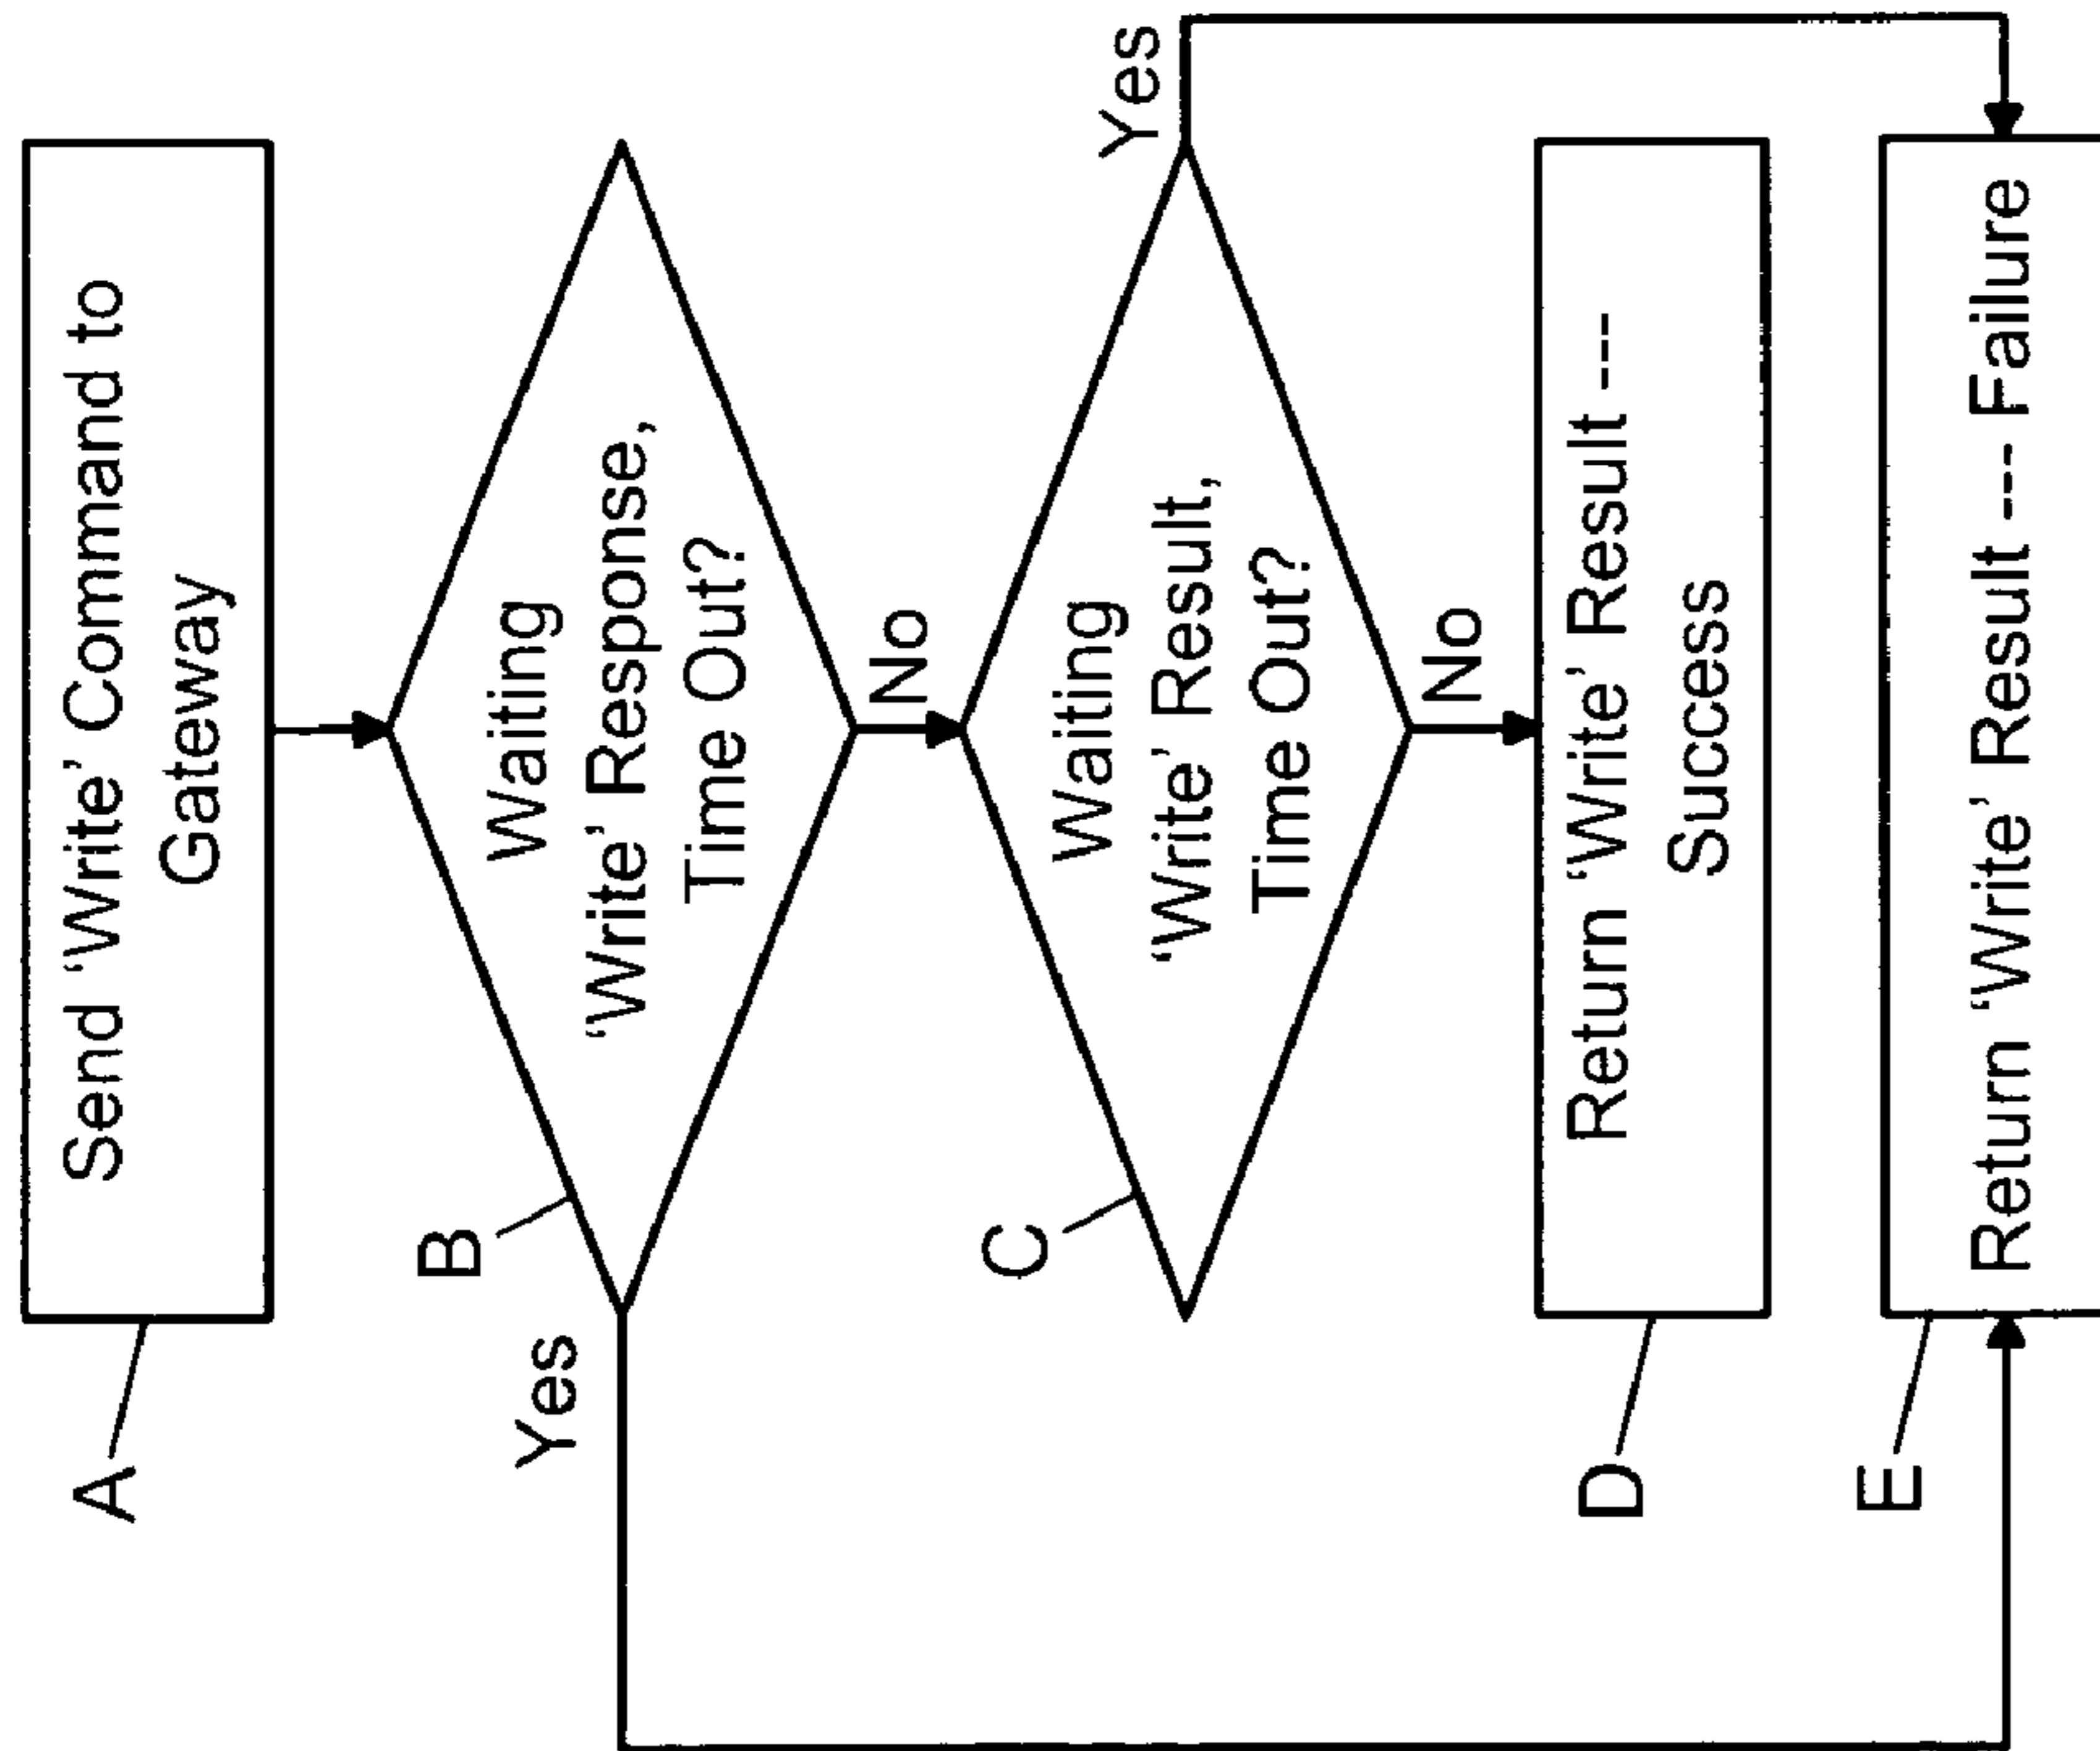 A
Send ‘Write’ Command to
Gateway
B
Waiting
‘Write’ Response,
Time Out?
Yes
No
C
Waiting
‘Write’ Result,
Time Out?
Yes
No
D
Return ‘Write’ Result ---
Success
E
Return ‘Write’ Result --- Failure